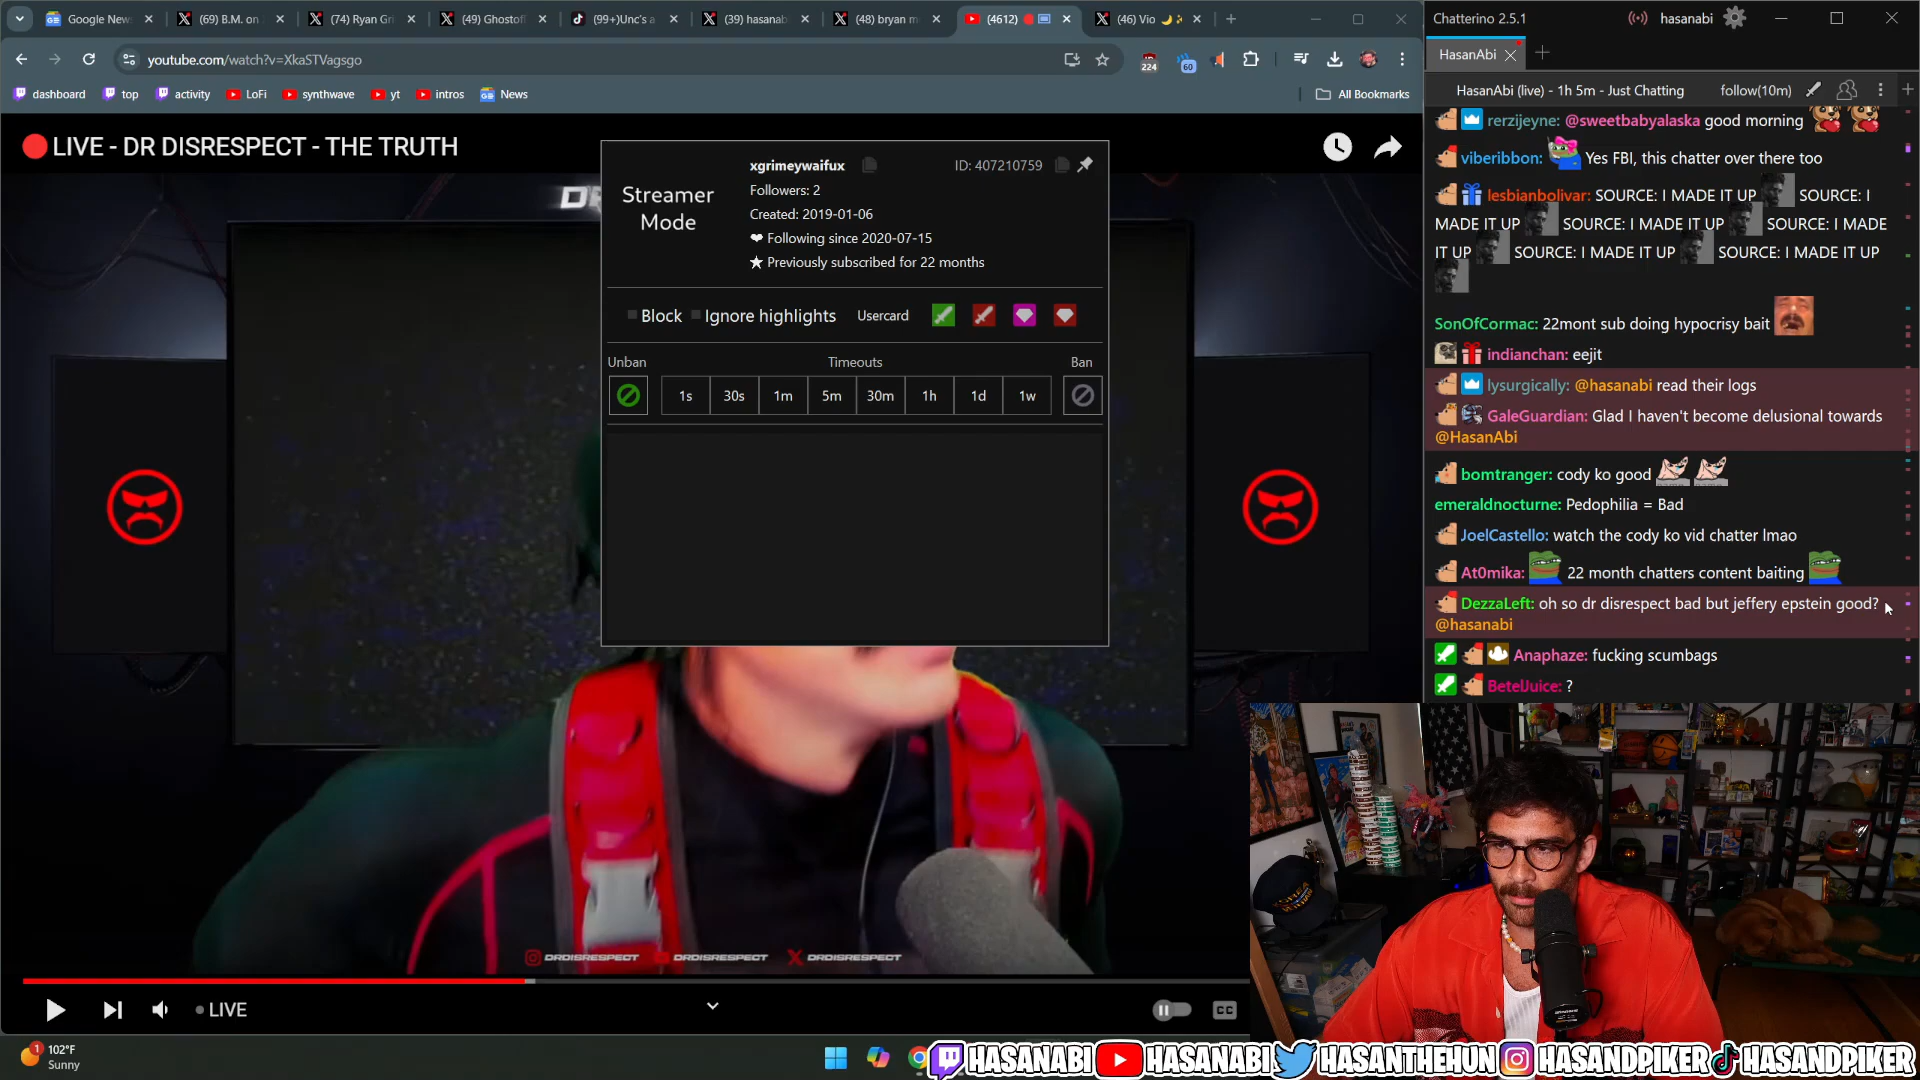 Google New
(69) B.M. on
(74) Ryan Gri
(49) Ghostof
(99+)Unc's a
(39) hasanab
(48) bryan m
(4612)
(46) Vio
youtube.com/watch?v=XkaSTVagsgo
224
60
dashboard
top
activity
LoFi
synthwave
yt
intros
News
All Bookmarks
LIVE - DR DISRESPECT - THE TRUTH
Streamer
Mode
xgrimeywaifux
ID: 407210759
Followers: 2
Created: 2019-01-06
Following since 2020-07-15
Previously subscribed for 22 months
Block
Ignore highlights
Usercard
Unban
Timeouts
Ban
1s 30s 1m 5m 30m 1h 1d 1w
DRDISRESPECT
DRDISRESPECT
DRDISRESPECT
LIVE
CC
Chatterino 2.5.1
hasanabi
HasanAbi
HasanAbi (live) - 1h 5m - Just Chatting
follow(10m)
rerzijeyne: @sweetbabyalaska good morning
viberibbon: Yes FBI, this chatter over there too
lesbianbolivar: SOURCE: I MADE IT UP SOURCE: I
MADE IT UP SOURCE: I MADE IT UP SOURCE: I MADE
IT UP SOURCE: I MADE IT UP SOURCE: I MADE IT UP
SonOfCormac: 22mont sub doing hypocrisy bait
indianchan: eejit
lysurgically: @hasanabi read their logs
GaleGuardian: Glad I haven't become delusional towards
@HasanAbi
bomtranger: cody ko good
emeraldnocturne: Pedophilia = Bad
JoelCastello: watch the cody ko vid chatter lmao
At0mika: 22 month chatters content baiting
DezzaLeft: oh so dr disrespect bad but jeffery epstein good?
@hasanabi
Anaphaze: fucking scumbags
BetelJuice: ?
1
102°F
Sunny
HASANABI
HASANABI
HASANTHEHUN
HASANDPIKER
HASANDPIKER